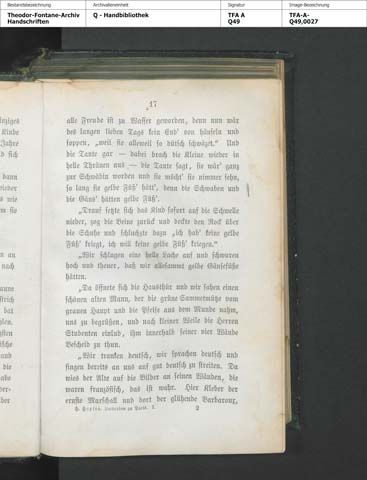 Bestandsbezeichnung
Archivalieneinheit
Signatur
Image-Bezeichnung
Theodor-Fontane-Archiv
Handschriften
Q - Handbibliothek
TFA A
Q49
TFA-A-
Q49,0027
17
alle Freude ist zu Wasser geworden, denn nun wär
des langen lieben Tags kein End' von hänseln und
foppen, „weil sie alleweil so dütsch schwäzet." Und
die Tante gar — dabei brach die Kleine wieder in
helle Thränen aus — die Tante sagt, sie wär' ganz
zur Schwäbin worden und sie möcht' sie nimmer sehn,
so lang sie gelbe Füß' hätt', denn die Schwaben und
die Gäns' hätten gelbe Füß'.
„Drauf setzte sich das Kind sofort auf die Schwelle
nieder, zog die Beine zurück und deckte den Rock über
die Schuhe und schluchzte dazu „ich hab' keine gelbe
Füß' kriegt, ich will keine gelbe Füß' kriegen."
„Wir schlugen eine helle Lache auf und schwuren
hoch und theuer, daß wir allesammt gelbe Gänsefüße
hätten.
„Da öffnete sich die Hausthür und wir sahen einen
schönen alten Mann, der die grüne Sammetmütze vom
grauen Haupt und die Pfeife aus dem Munde nahm,
uns zu begrüßen, und nach kleiner Weile die Herren
Studenten einlud, ihm innerhalb seiner vier Wände
Bescheid zu thun.
„Wir tranken deutsch, wir sprachen deutsch und
fingen bereits an uns auf gut deutsch zu streiten. Da
wies der Alte auf die Bilder an seinen Wänden, die
waren französisch, das ist wahr. Hier Kleber der
ernste Marschall und dort der glühende Barbaroux,
2